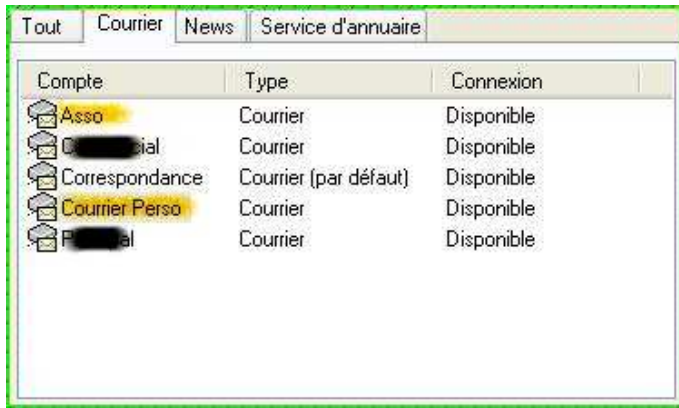 Tout Courrier News Service d'annuaire
Compte Type Connexion
Asso Courrier Disponible
Courrier Disponible
Correspondance Courrier (par défaut) Disponible
Courrier Perso Courrier Disponible
Courrier Disponible